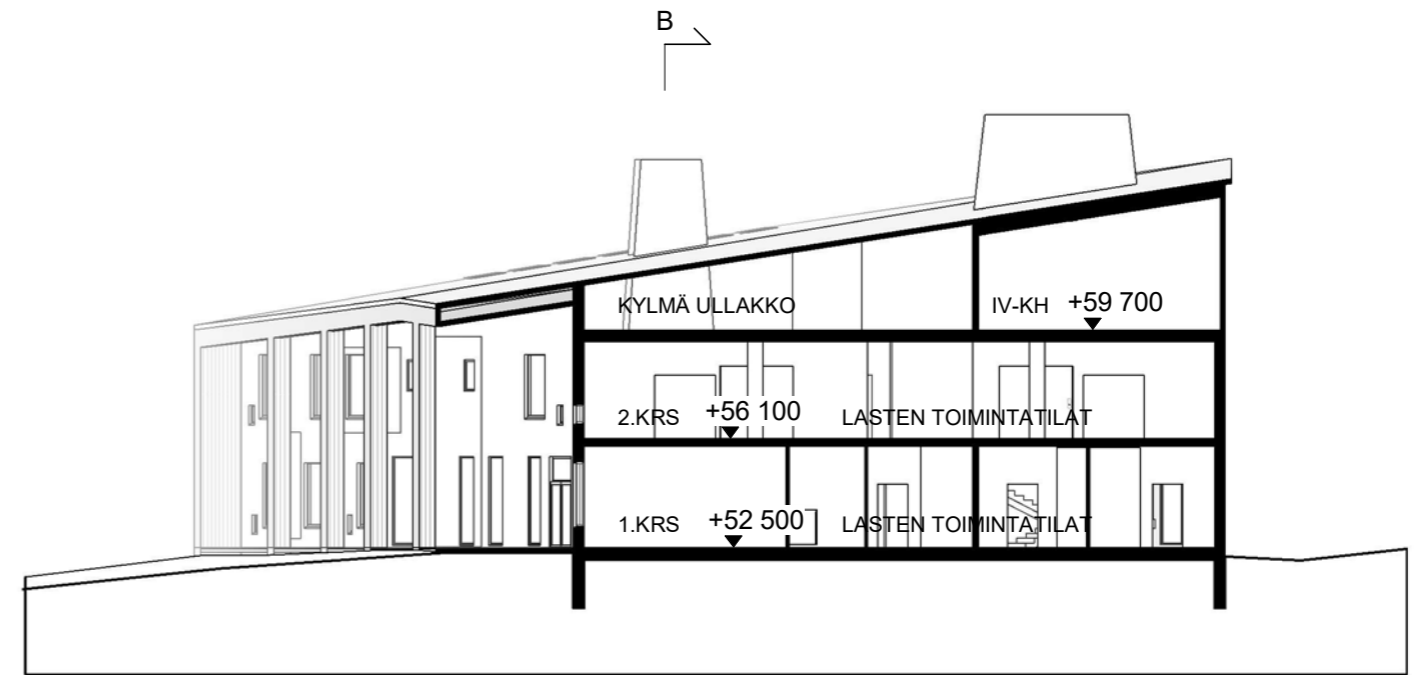 B
KYLMÄ ULLAKKO
IV-KH +59 700
2.KRS +56 100 LASTEN TOIMINTATILAT
1.KRS +52 500 LASTEN TOIMINTATILAT